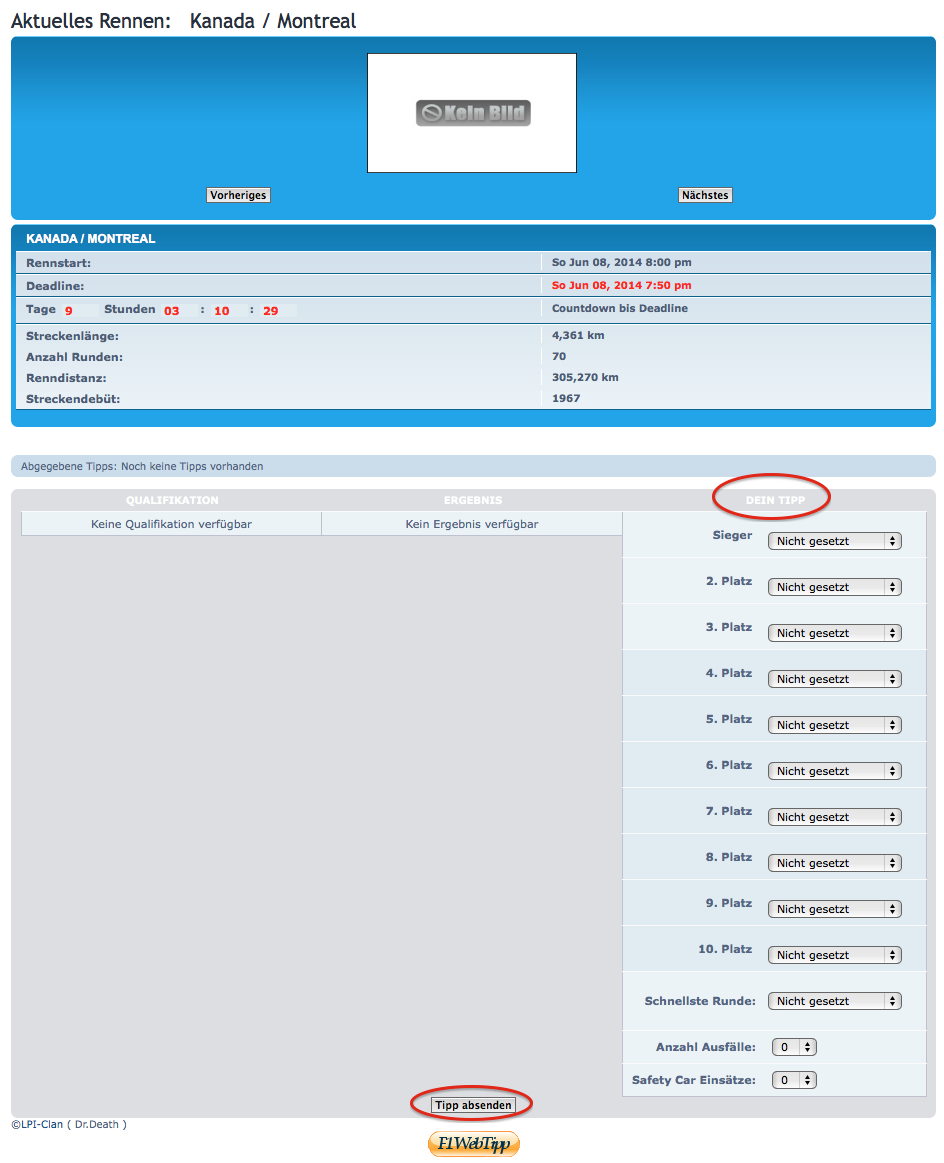 Aktuelles Rennen: Kanada / Montreal
Kein Bild
Vorheriges Nächstes
KANADA / MONTREAL
Rennstart: So Jun 08, 2014 8:00 pm
Deadline: So Jun 08, 2014 7:50 pm
Tage 9 Stunden 03 : 10 : 29 Countdown bis Deadline
Streckenlänge: 4,361 km
Anzahl Runden: 70
Renndistanz: 305,270 km
Streckendebüt: 1967
Abgegebene Tipps: Noch keine Tipps vorhanden
QUALIFIKATION ERGEBNIS DEIN TIPP
Keine Qualifikation verfügbar Kein Ergebnis verfügbar
Sieger Nicht gesetzt
2. Platz Nicht gesetzt
3. Platz Nicht gesetzt
4. Platz Nicht gesetzt
5. Platz Nicht gesetzt
6. Platz Nicht gesetzt
7. Platz Nicht gesetzt
8. Platz Nicht gesetzt
9. Platz Nicht gesetzt
10. Platz Nicht gesetzt
Schnellste Runde: Nicht gesetzt
Anzahl Ausfälle: 0
Safety Car Einsätze: 0
Tipp absenden
©LPI-Clan ( Dr.Death )
F1WebTipp